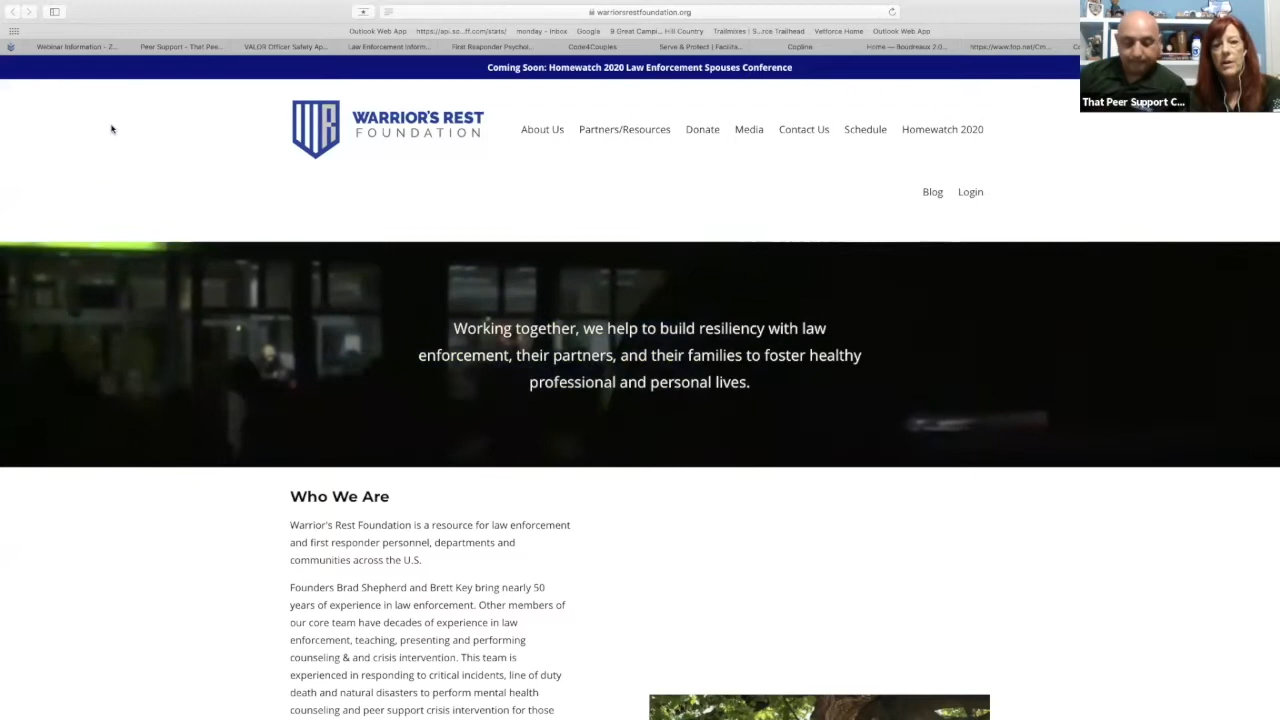 warriorsrestfoundation.org
Outlook Web App https://api.so...ff.com/stats/ monday - Inbox Google 9 Great Campi... Hill Country Trailmixes | S...rce Trailhead Vetforce Home Outlook Web App
Webinar Information - Z... Peer Support - That Pee... VALOR Officer Safety Ap... Law Enforcement Inform... First Responder Psychol... Code4Couples Serve & Protect | Facilita... Copline Home — Boudreaux 2.0... https://www.fop.net/Cm...
Coming Soon: Homewatch 2020 Law Enforcement Spouses Conference
That Peer Support C...
WARRIOR'S REST
FOUNDATION
About Us Partners/Resources Donate Media Contact Us Schedule Homewatch 2020
Blog Login
Working together, we help to build resiliency with law
enforcement, their partners, and their families to foster healthy
professional and personal lives.
Who We Are
Warrior's Rest Foundation is a resource for law enforcement
and first responder personnel, departments and
communities across the U.S.
Founders Brad Shepherd and Brett Key bring nearly 50
years of experience in law enforcement. Other members of
our core team have decades of experience in law
enforcement, teaching, presenting and performing
counseling & and crisis intervention. This team is
experienced in responding to critical incidents, line of duty
death and natural disasters to perform mental health
counseling and peer support crisis intervention for those